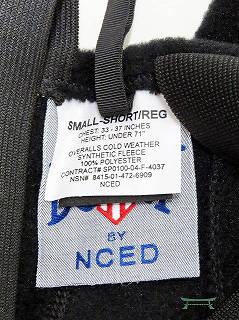 SMALL-SHORT/REG
CHEST: 33 - 37 INCHES
HEIGHT: UNDER 71"
OVERALLS COLD WEATHER
SYNTHETIC FLEECE
100% POLYESTER
CONTRACT# SP0100-04-F-4037
NSN# 8415-01-472-6909
NCED
BY
NCED